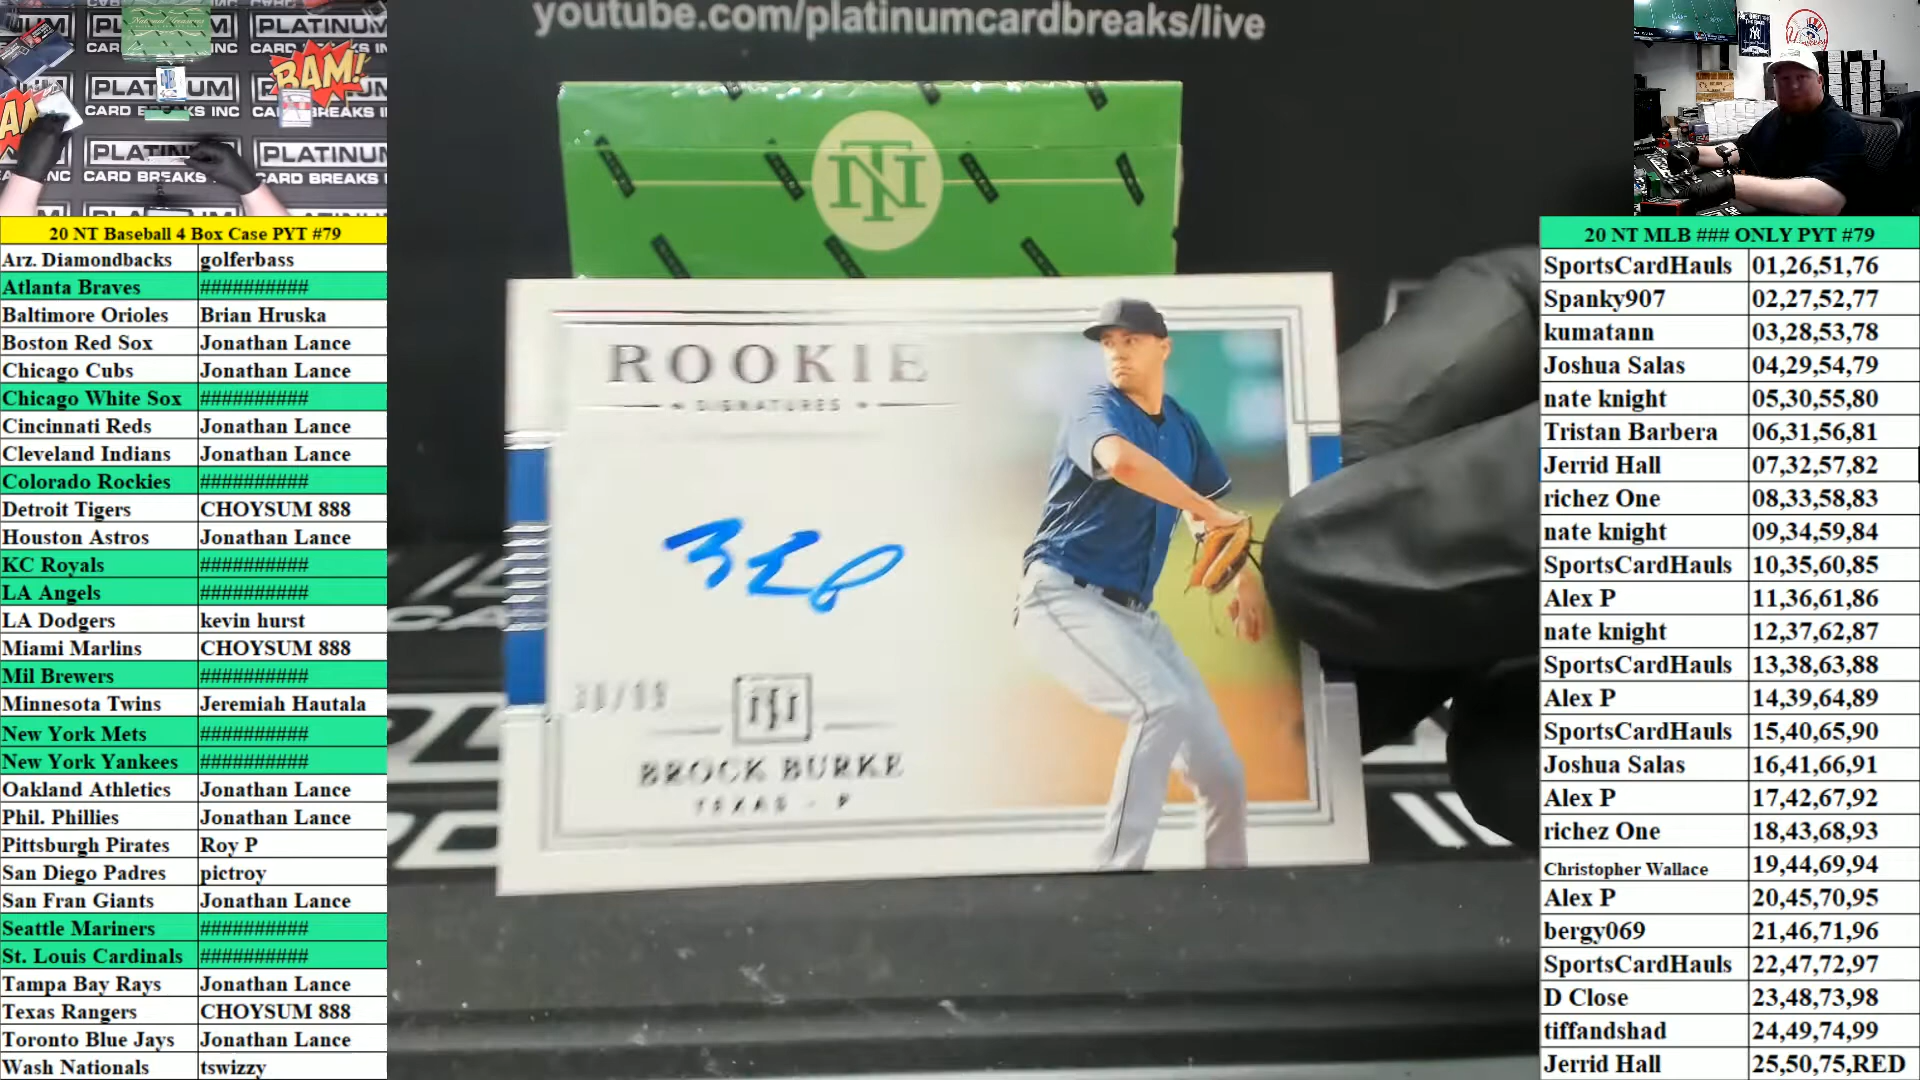 youtube.com/platinumcardbreaks/live
PLATINUM
CARD BREAKS INC
BAM!
NT
ROOKIE
SIGNATURES
BROCK BURKE
TEXAS - P
20 NT Baseball 4 Box Case PYT #79
Arz. Diamondbacks golferbass
Atlanta Braves ##########
Baltimore Orioles Brian Hruska
Boston Red Sox Jonathan Lance
Chicago Cubs Jonathan Lance
Chicago White Sox ##########
Cincinnati Reds Jonathan Lance
Cleveland Indians Jonathan Lance
Colorado Rockies ##########
Detroit Tigers CHOYSUM 888
Houston Astros Jonathan Lance
KC Royals ##########
LA Angels ##########
LA Dodgers kevin hurst
Miami Marlins CHOYSUM 888
Mil Brewers ##########
Minnesota Twins Jeremiah Hautala
New York Mets ##########
New York Yankees ##########
Oakland Athletics Jonathan Lance
Phil. Phillies Jonathan Lance
Pittsburgh Pirates Roy P
San Diego Padres pictroy
San Fran Giants Jonathan Lance
Seattle Mariners ##########
St. Louis Cardinals ##########
Tampa Bay Rays Jonathan Lance
Texas Rangers CHOYSUM 888
Toronto Blue Jays Jonathan Lance
Wash Nationals tswizzy
20 NT MLB ### ONLY PYT #79
SportsCardHauls 01,26,51,76
Spanky907 02,27,52,77
kumatann 03,28,53,78
Joshua Salas 04,29,54,79
nate knight 05,30,55,80
Tristan Barbera 06,31,56,81
Jerrid Hall 07,32,57,82
richez One 08,33,58,83
nate knight 09,34,59,84
SportsCardHauls 10,35,60,85
Alex P 11,36,61,86
nate knight 12,37,62,87
SportsCardHauls 13,38,63,88
Alex P 14,39,64,89
SportsCardHauls 15,40,65,90
Joshua Salas 16,41,66,91
Alex P 17,42,67,92
richez One 18,43,68,93
Christopher Wallace 19,44,69,94
Alex P 20,45,70,95
bergy069 21,46,71,96
SportsCardHauls 22,47,72,97
D Close 23,48,73,98
tiffandshad 24,49,74,99
Jerrid Hall 25,50,75,RED